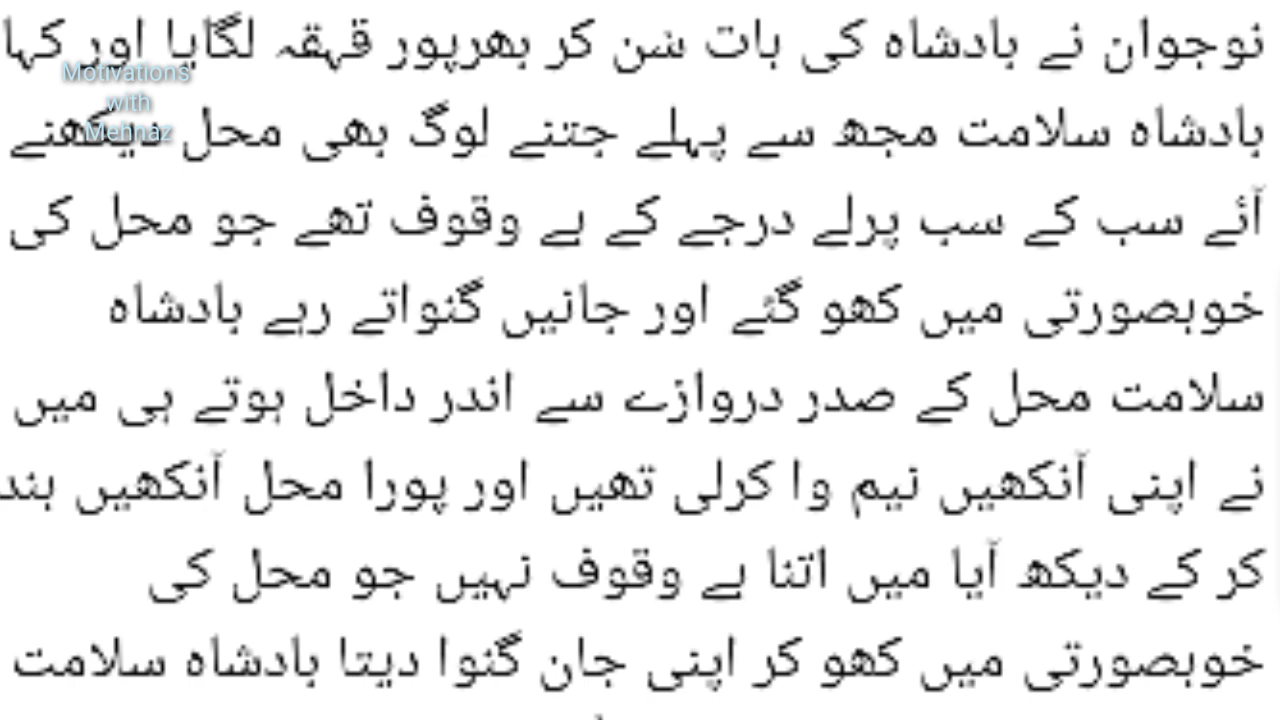 نوجوان نے بادشاہ کی بات سُن کر بھرپور قہقہ لگایا اور کہا
Motivations
with
Mehnaz
بادشاہ سلامت مجھ سے پہلے جتنے لوگ بھی محل دیکھنے
آئے سب کے سب پرلے درجے کے بے وقوف تھے جو محل کی
خوبصورتی میں کھو گئے اور جانیں گنواتے رہے بادشاہ
سلامت محل کے صدر دروازے سے اندر داخل ہوتے ہی میں
نے اپنی آنکھیں نیم وا کرلی تھیں اور پورا محل آنکھیں بند
کر کے دیکھ آیا میں اتنا بے وقوف نہیں جو محل کی
خوبصورتی میں کھو کر اپنی جان گنوا دیتا بادشاہ سلامت